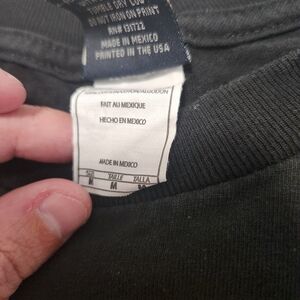 TUMBLE DRY LOW
DO NOT IRON ON PRINT
RN# 131722
MADE IN MEXICO
PRINTED IN THE USA
FAIT AU MEXIQUE
HECHO EN MEXICO
MADE IN MEXICO
SIZE TAILLE TALLA
M M